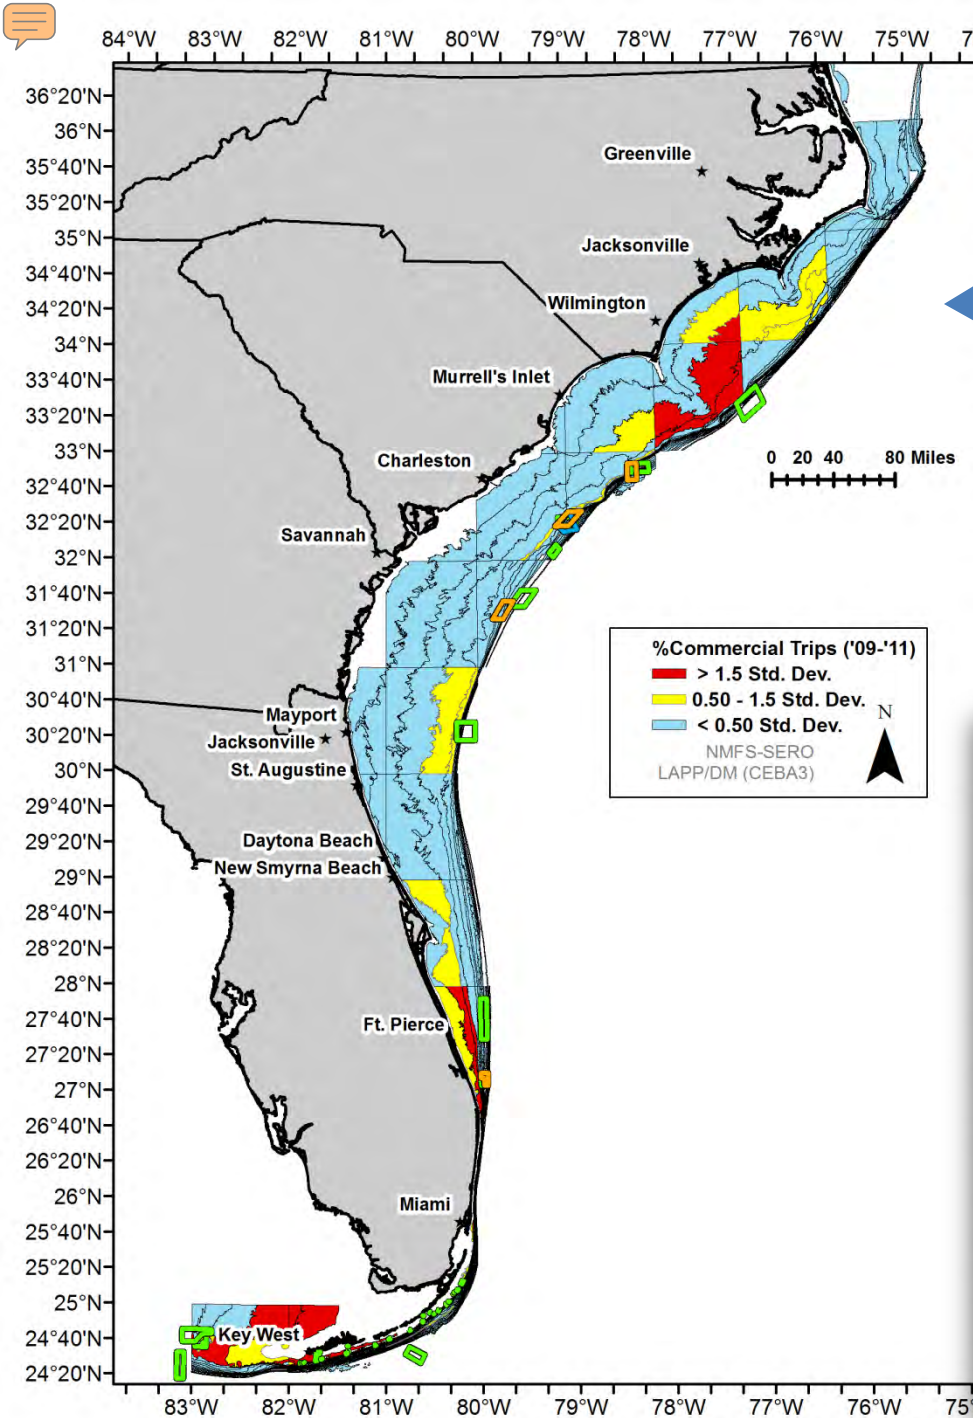 84°W 83°W 82°W 81°W 80°W 79°W 78°W 77°W 76°W 75°W 7
36°20'N
36°N
35°40'N
35°20'N
35°N
34°40'N
34°20'N
34°N
33°40'N
33°20'N
33°N
32°40'N
32°20'N
32°N
31°40'N
31°20'N
31°N
30°40'N
30°20'N
30°N
29°40'N
29°20'N
29°N
28°40'N
28°20'N
28°N
27°40'N
27°20'N
27°N
26°40'N
26°20'N
26°N
25°40'N
25°20'N
25°N
24°40'N
24°20'N
Greenville
Jacksonville
Wilmington
Murrell's Inlet
Charleston
Savannah
Mayport
Jacksonville
St. Augustine
Daytona Beach
New Smyrna Beach
Ft. Pierce
Miami
Key West
0 20 40 80 Miles
%Commercial Trips ('09-'11)
> 1.5 Std. Dev.
0.50 - 1.5 Std. Dev.
< 0.50 Std. Dev.
N
NMFS-SERO
LAPP/DM (CEBA3)
83°W 82°W 81°W 80°W 79°W 78°W 77°W 76°W 75°